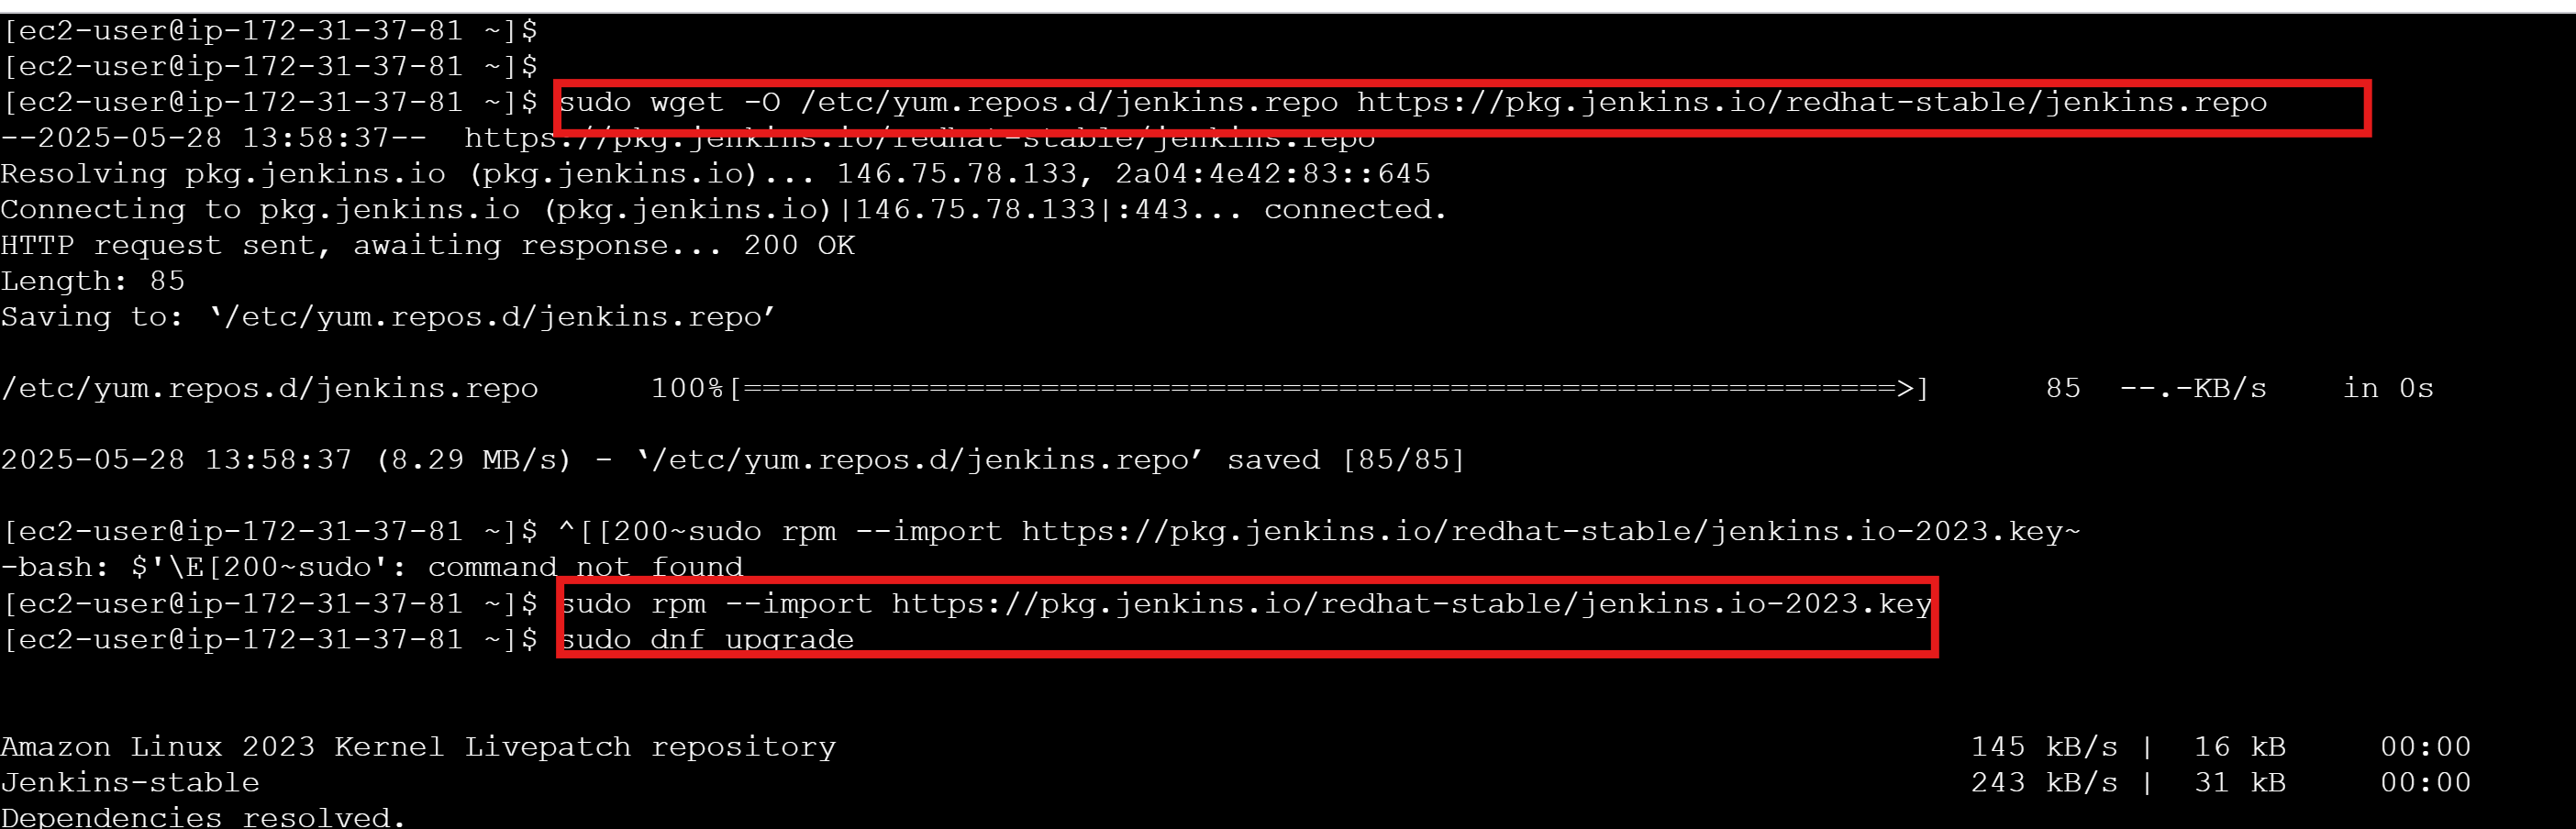 [ec2-user@ip-172-31-37-81 ~]$
[ec2-user@ip-172-31-37-81 ~]$
[ec2-user@ip-172-31-37-81 ~]$ sudo wget -O /etc/yum.repos.d/jenkins.repo https://pkg.jenkins.io/redhat-stable/jenkins.repo
--2025-05-28 13:58:37--  https://pkg.jenkins.io/redhat-stable/jenkins.repo
Resolving pkg.jenkins.io (pkg.jenkins.io)... 146.75.78.133, 2a04:4e42:83::645
Connecting to pkg.jenkins.io (pkg.jenkins.io)|146.75.78.133|:443... connected.
HTTP request sent, awaiting response... 200 OK
Length: 85
Saving to: ‘/etc/yum.repos.d/jenkins.repo’
/etc/yum.repos.d/jenkins.repo      100%[==============================================================>]      85  --.-KB/s    in 0s
2025-05-28 13:58:37 (8.29 MB/s) - ‘/etc/yum.repos.d/jenkins.repo’ saved [85/85]
[ec2-user@ip-172-31-37-81 ~]$ ^[[200~sudo rpm --import https://pkg.jenkins.io/redhat-stable/jenkins.io-2023.key~
-bash: $'\E[200~sudo': command not found
[ec2-user@ip-172-31-37-81 ~]$ sudo rpm --import https://pkg.jenkins.io/redhat-stable/jenkins.io-2023.key
[ec2-user@ip-172-31-37-81 ~]$ sudo dnf upgrade
Amazon Linux 2023 Kernel Livepatch repository 145 kB/s |  16 kB     00:00
Jenkins-stable 243 kB/s |  31 kB     00:00
Dependencies resolved.